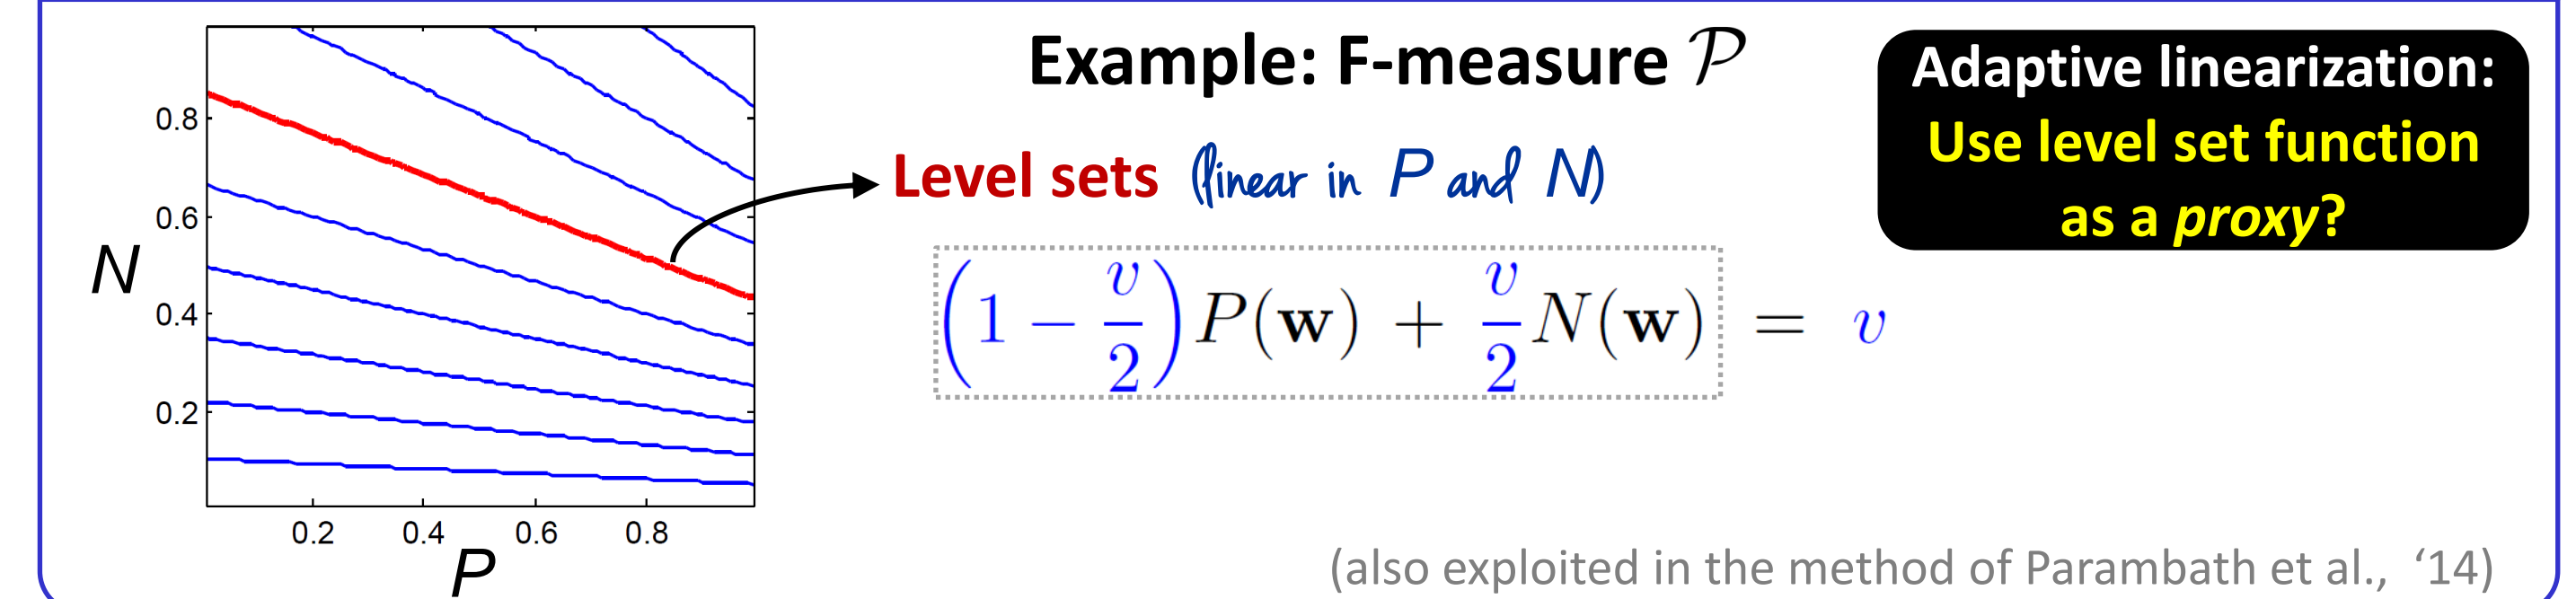 Example: F-measure 𝒫
Adaptive linearization:
Use level set function
as a proxy?
Level sets (linear in P and N)
(1 − v/2) P(w) + v/2 N(w) = v
N
0.8
0.6
0.4
0.2
0.2 0.4 0.6 0.8
P
(also exploited in the method of Parambath et al., ‘14)